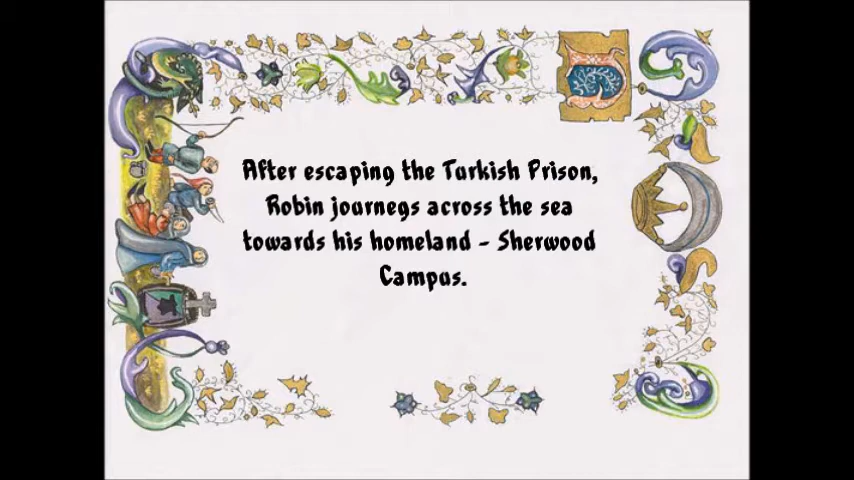 After escaping the Turkish Prison,
Robin journeys across the sea
towards his homeland - Sherwood
Campus.